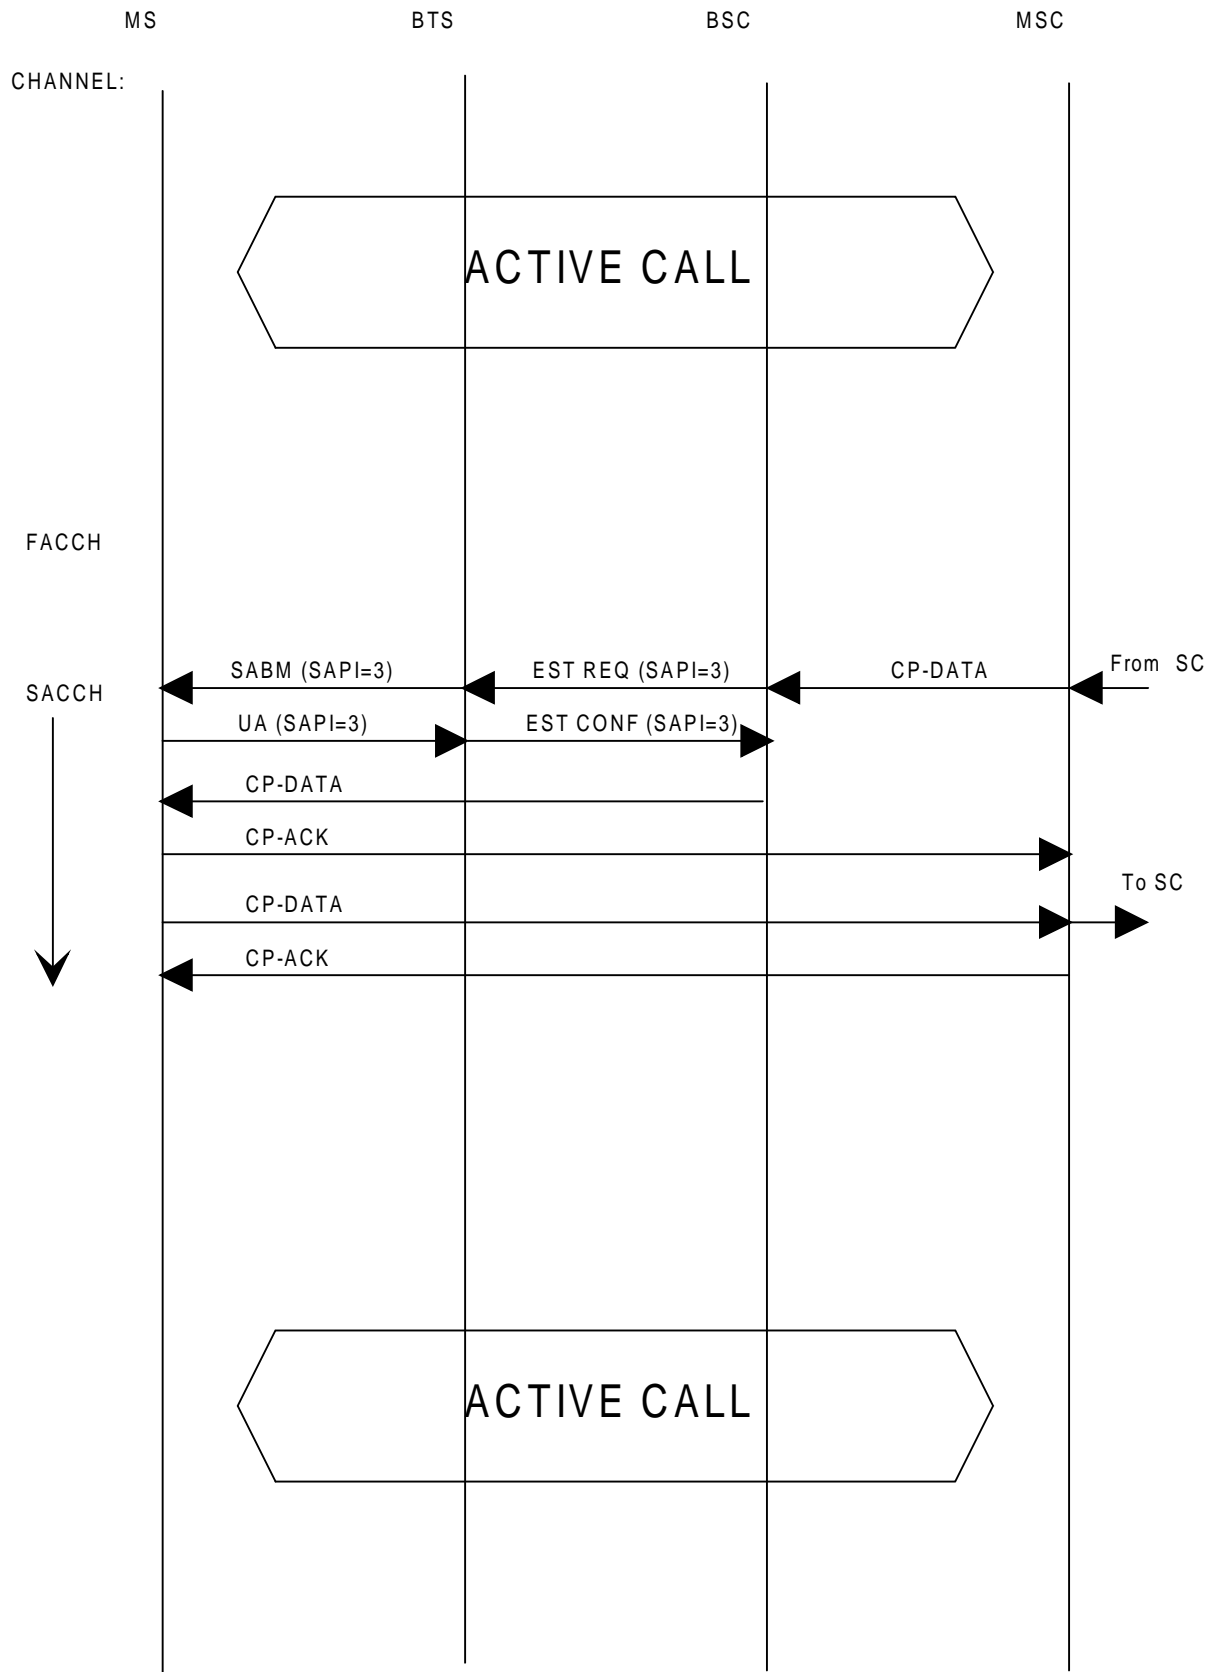 MS BTS BSC MSC
CHANNEL:
ACTIVE CALL
FACCH
SABM (SAPI=3) EST REQ (SAPI=3) CP-DATA From SC
SACCH
UA (SAPI=3) EST CONF (SAPI=3)
CP-DATA
CP-ACK
To SC
CP-DATA
CP-ACK
ACTIVE CALL